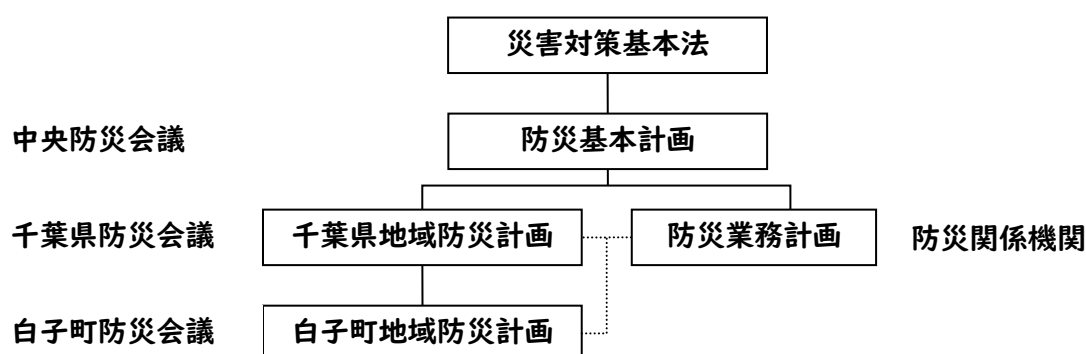 災害対策基本法
中央防災会議 防災基本計画
千葉県防災会議 千葉県地域防災計画 防災業務計画 防災関係機関
白子町防災会議 白子町地域防災計画